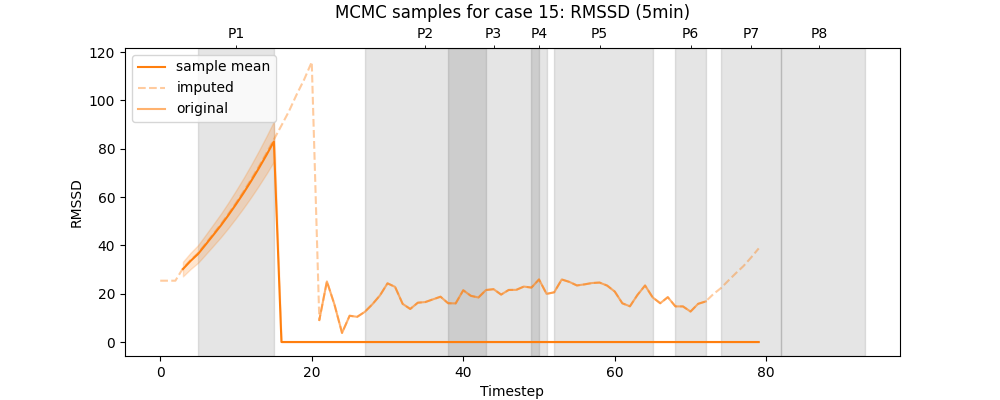 MCMC samples for case 15: RMSSD (5min)
P1 P2 P3 P4 P5 P6 P7 P8
120
100
80
60
40
20
0
RMSSD
sample mean
imputed
original
0 20 40 60 80
Timestep